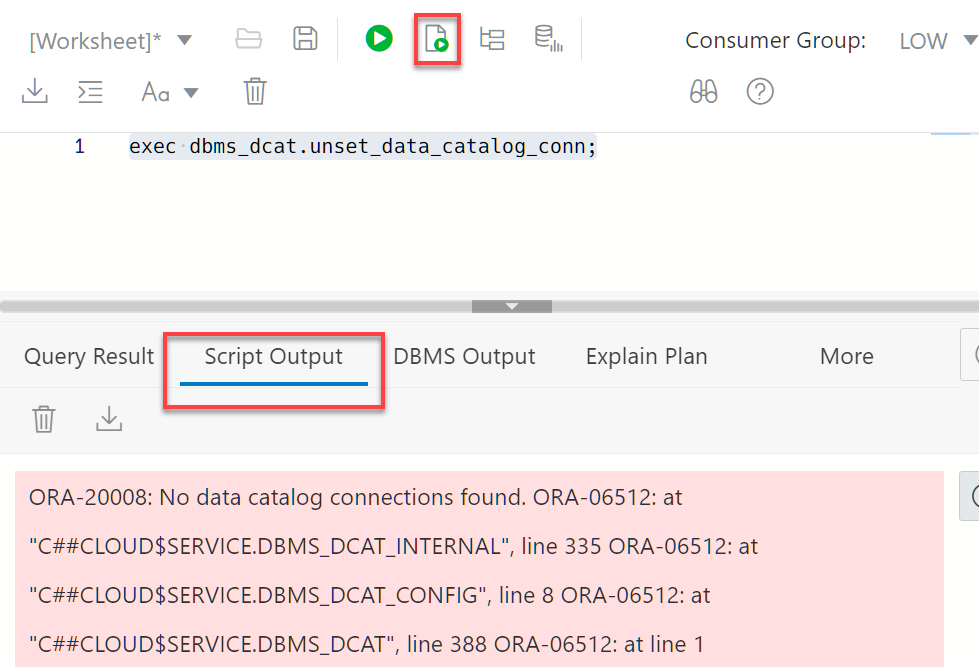 [Worksheet]*
Consumer Group: LOW
Aa
?
1 exec dbms_dcat.unset_data_catalog_conn;
Query Result Script Output DBMS Output Explain Plan More
ORA-20008: No data catalog connections found. ORA-06512: at
"C##CLOUD$SERVICE.DBMS_DCAT_INTERNAL", line 335 ORA-06512: at
"C##CLOUD$SERVICE.DBMS_DCAT_CONFIG", line 8 ORA-06512: at
"C##CLOUD$SERVICE.DBMS_DCAT", line 388 ORA-06512: at line 1